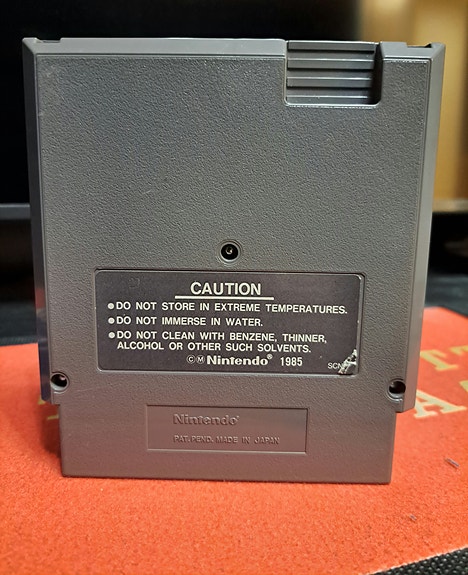 CAUTION
●DO NOT STORE IN EXTREME TEMPERATURES.
●DO NOT IMMERSE IN WATER.
●DO NOT CLEAN WITH BENZENE, THINNER,
ALCOHOL OR OTHER SUCH SOLVENTS.
©Ⓜ Nintendo® 1985
Nintendo®
PAT. PEND. MADE IN JAPAN